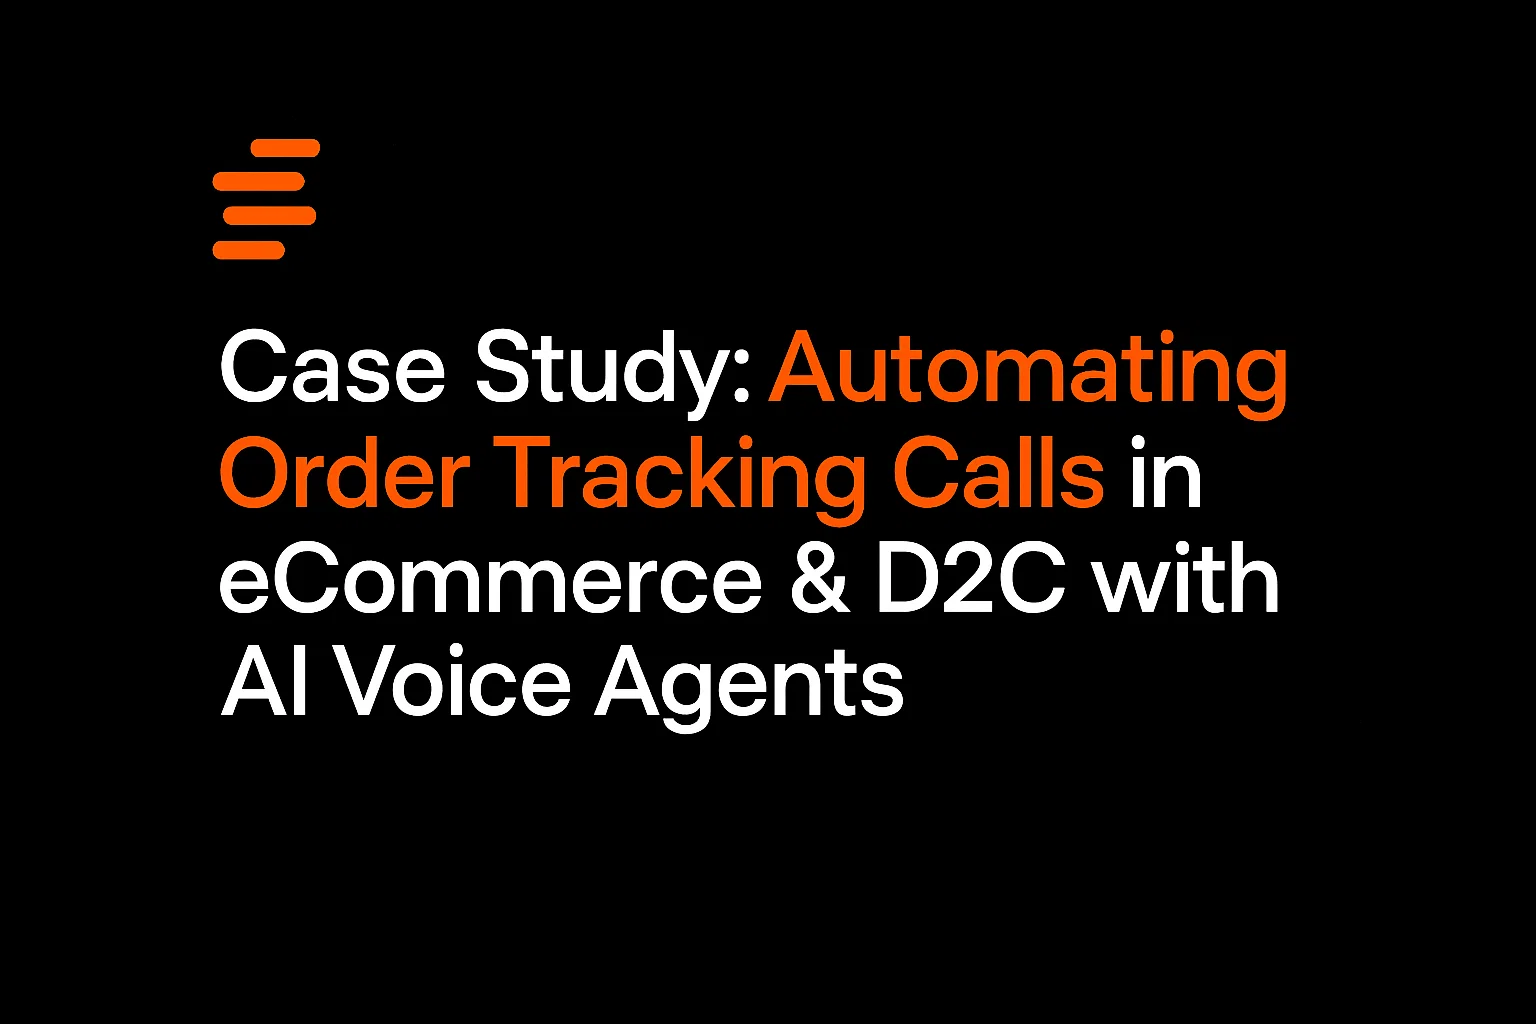 Case Study: Automating
Order Tracking Calls in
eCommerce & D2C with
AI Voice Agents